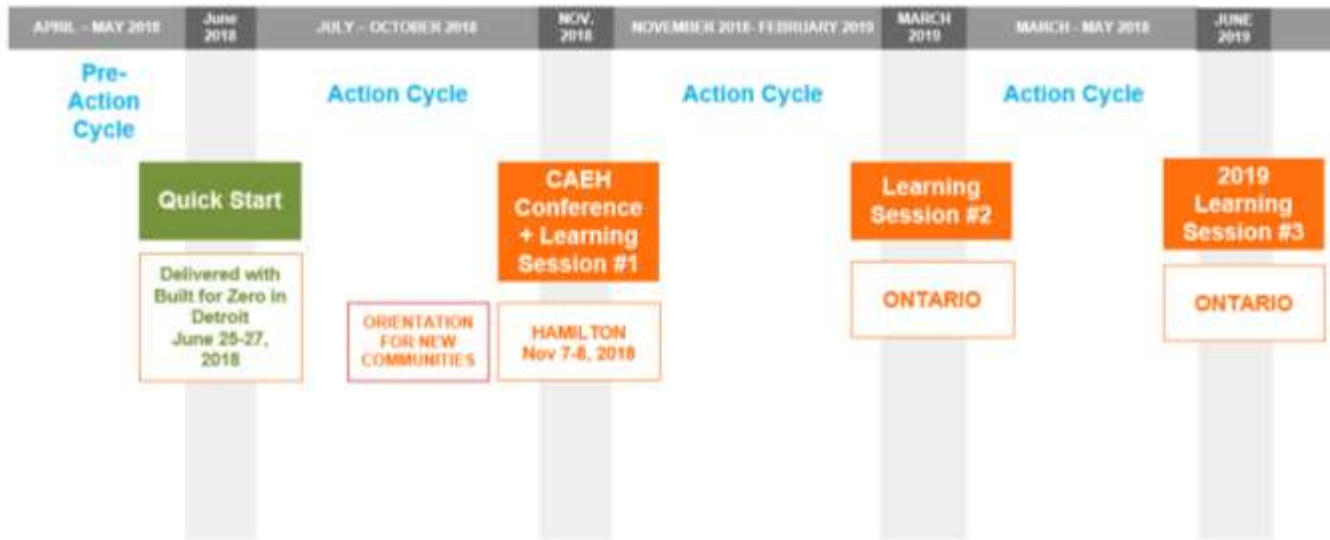 APRIL – MAY 2018
June
2018
JULY – OCTOBER 2018
NOV.
2018
NOVEMBER 2018- FEBRUARY 2019
MARCH
2019
MARCH - MAY 2018
JUNE
2019
Pre-
Action
Cycle
Action Cycle
Action Cycle
Action Cycle
Quick Start
CAEH
Conference
+ Learning
Session #1
Learning
Session #2
2019
Learning
Session #3
Delivered with
Built for Zero in
Detroit
June 25-27,
2018
ORIENTATION
FOR NEW
COMMUNITIES
HAMILTON
Nov 7-8, 2018
ONTARIO
ONTARIO